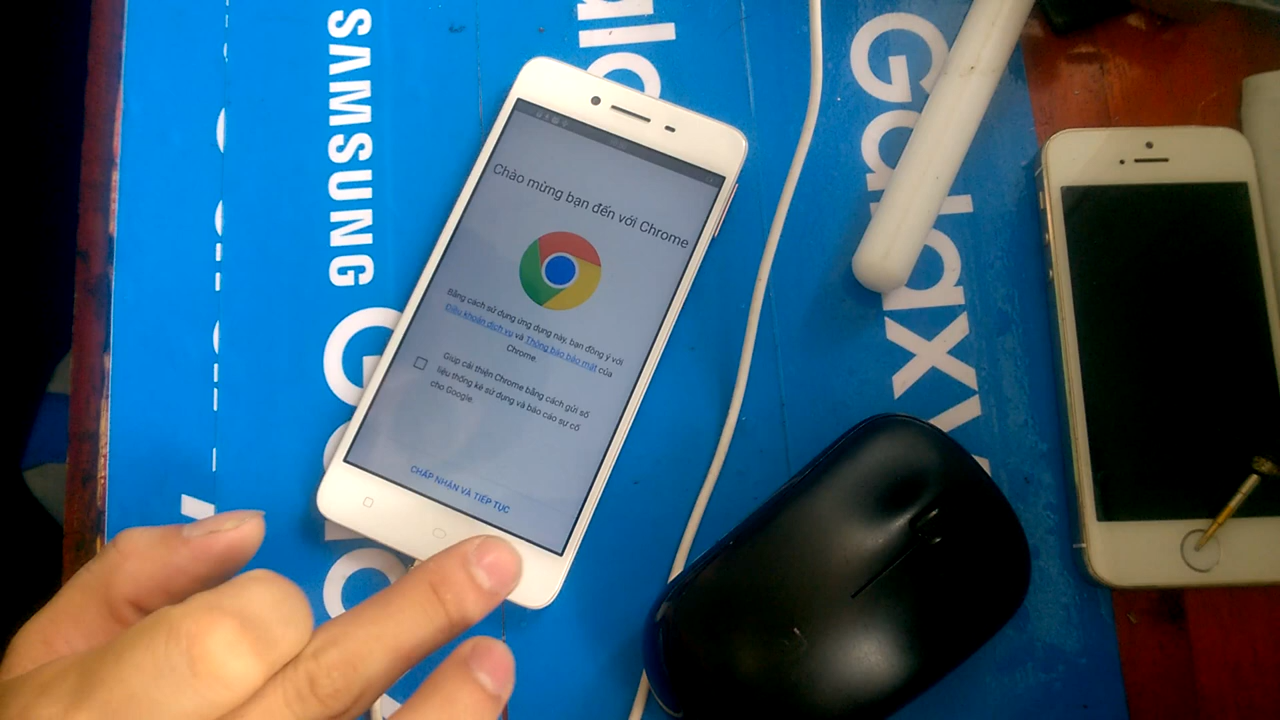 SAMSUNG
Galaxy
Chào mừng bạn đến với Chrome
Bằng cách sử dụng ứng dụng này, bạn đồng ý với
Điều khoản dịch vụ và Thông báo bảo mật của
Chrome.
Giúp cải thiện Chrome bằng cách gửi số
liệu thống kê sử dụng và báo cáo sự cố
cho Google.
CHẤP NHẬN VÀ TIẾP TỤC